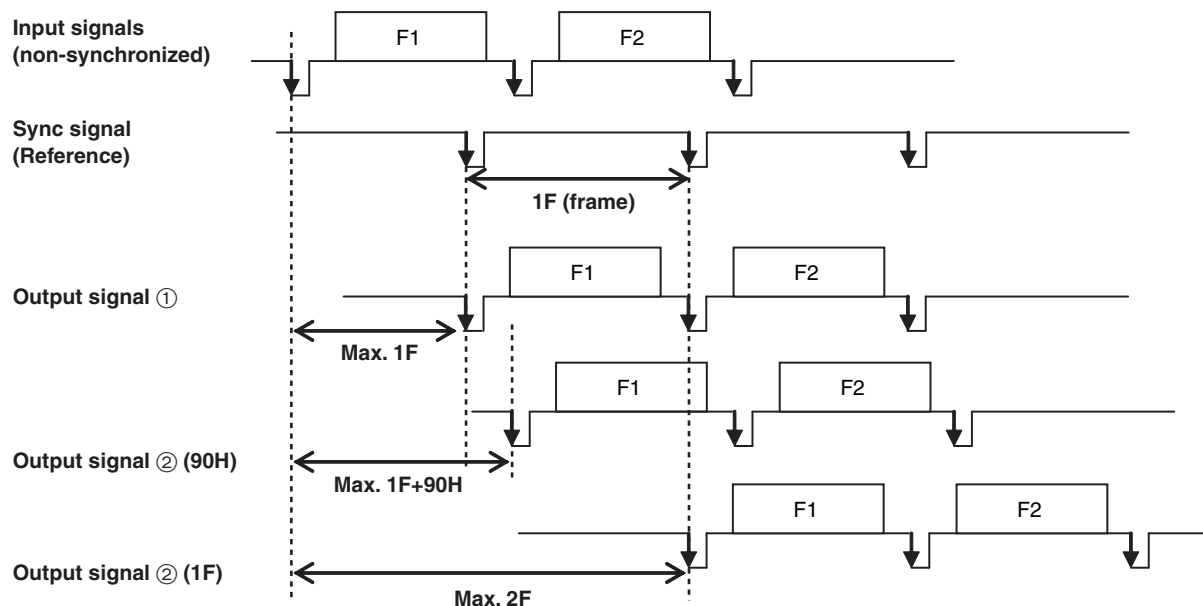 Input signals
(non-synchronized)
F1
F2
Sync signal
(Reference)
1F (frame)
F1
F2
Output signal ①
Max. 1F
F1
F2
Output signal ② (90H)
Max. 1F+90H
F1
F2
Output signal ② (1F)
Max. 2F